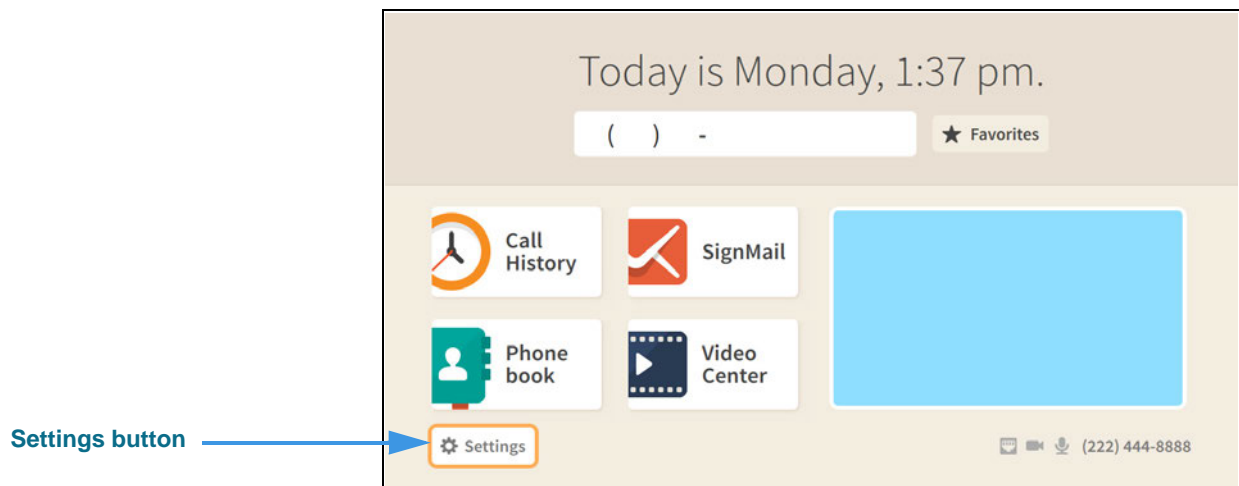 Today is Monday, 1:37 pm.
( ) -
Favorites
Call
History
SignMail
Phone
book
Video
Center
Settings button
Settings
(222) 444-8888